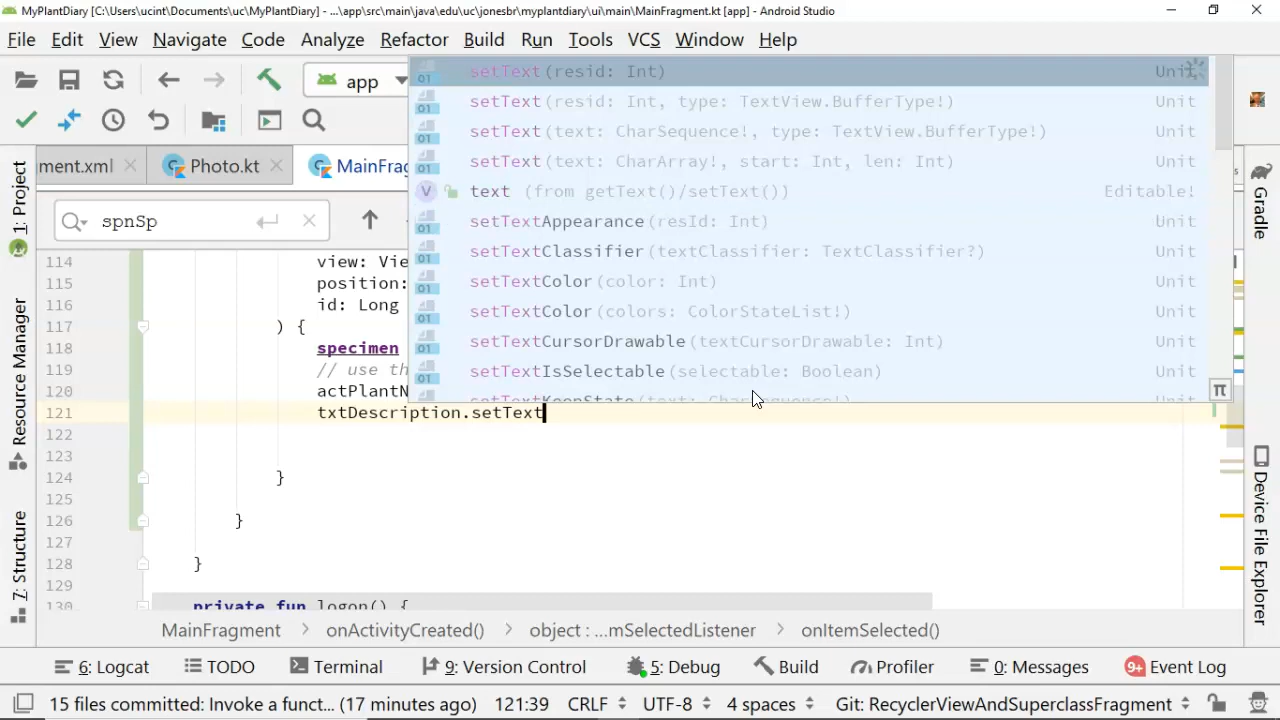 MyPlantDiary [C:\Users\ucint\Documents\uc\MyPlantDiary] - ...\app\src\main\java\edu\uc\jonesbr\myplantdiary\ui\main\MainFragment.kt [app] - Android Studio
File Edit View Navigate Code Analyze Refactor Build Run Tools VCS Window Help
app
ment.xml Photo.kt MainFrag
spnSp
setText(resid: Int) Unit
setText(resid: Int, type: TextView.BufferType!) Unit
setText(text: CharSequence!, type: TextView.BufferType!) Unit
setText(text: CharArray!, start: Int, len: Int) Unit
text (from getText()/setText()) Editable!
setTextAppearance(resId: Int) Unit
setTextClassifier(textClassifier: TextClassifier?) Unit
setTextColor(color: Int) Unit
setTextColor(colors: ColorStateList!) Unit
setTextCursorDrawable(textCursorDrawable: Int) Unit
setTextIsSelectable(selectable: Boolean) Unit
setTextKeepState(text: CharSequence!) Unit
114 view: Vie
115 position:
116 id: Long
117 ) {
118 specimen
119 // use th
120 actPlantN
121 txtDescription.setText
122
123
124 }
125
126 }
127
128 }
129
130 private fun logon() {
1: Project
Resource Manager
7: Structure
Gradle
Device File Explorer
MainFragment > onActivityCreated() > object : ...mSelectedListener > onItemSelected()
6: Logcat TODO Terminal 9: Version Control 5: Debug Build Profiler 0: Messages 9+ Event Log
15 files committed: Invoke a funct... (17 minutes ago) 121:39 CRLF UTF-8 4 spaces Git: RecyclerViewAndSuperclassFragment